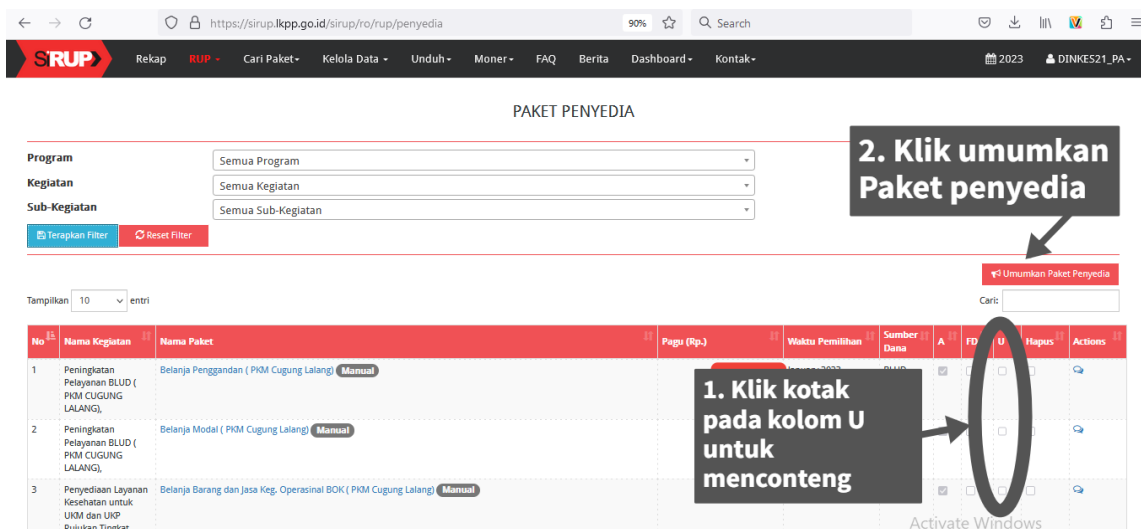 https://sirup.lkpp.go.id/sirup/ro/rup/penyedia
90%
Search
SiRUP
Rekap
RUP
Cari Paket
Kelola Data
Unduh
Moner
FAQ
Berita
Dashboard
Kontak
2023
DINKES21_PA
PAKET PENYEDIA
Program
Semua Program
Kegiatan
Semua Kegiatan
Sub-Kegiatan
Semua Sub-Kegiatan
Terapkan Filter
Reset Filter
2. Klik umumkan
Paket penyedia
Umumkan Paket Penyedia
Tampilkan 10 entri
Cari:
No
Nama Kegiatan
Nama Paket
Pagu (Rp.)
Waktu Pemilihan
Sumber
Dana
A
FD
U
Hapus
Actions
1
Peningkatan
Pelayanan BLUD (
PKM CUGUNG
LALANG),
Belanja Penggandan ( PKM Cugung Lalang) Manual
2
Peningkatan
Pelayanan BLUD (
PKM CUGUNG
LALANG),
Belanja Modal ( PKM Cugung Lalang) Manual
1. Klik kotak
pada kolom U
untuk
menconteng
3
Penyediaan Layanan
Kesehatan untuk
UKM dan UKP
Rujukan Tingkat
Belanja Barang dan Jasa Keg, Operasinal BOK ( PKM Cugung Lalang) Manual
Activate Windows